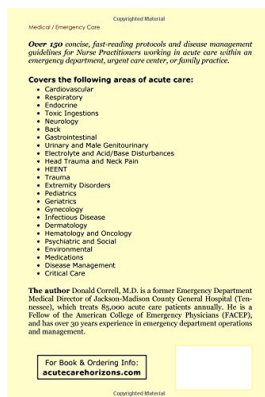 Copyrighted Material
Medical / Emergency Care
Over 150 concise, fast-reading protocols and disease management
guidelines for Nurse Practitioners working in acute care within an
emergency department, urgent care center, or family practice.
Covers the following areas of acute care:
• Cardiovascular
• Respiratory
• Endocrine
• Toxic Ingestions
• Neurology
• Back
• Gastrointestinal
• Urinary and Male Genitourinary
• Electrolyte and Acid/Base Disturbances
• Head Trauma and Neck Pain
• HEENT
• Trauma
• Extremity Disorders
• Pediatrics
• Geriatrics
• Gynecology
• Infectious Disease
• Dermatology
• Hematology and Oncology
• Psychiatric and Social
• Environmental
• Medications
• Disease Management
• Critical Care
The author Donald Correll, M.D. is a former Emergency Department
Medical Director of Jackson-Madison County General Hospital (Ten-
nessee), which treats 85,000 acute care patients annually. He is a
Fellow of the American College of Emergency Physicians (FACEP),
and has over 30 years experience in emergency department operations
and management.
For Book & Ordering Info:
acutecarehorizons.com
Copyrighted Material